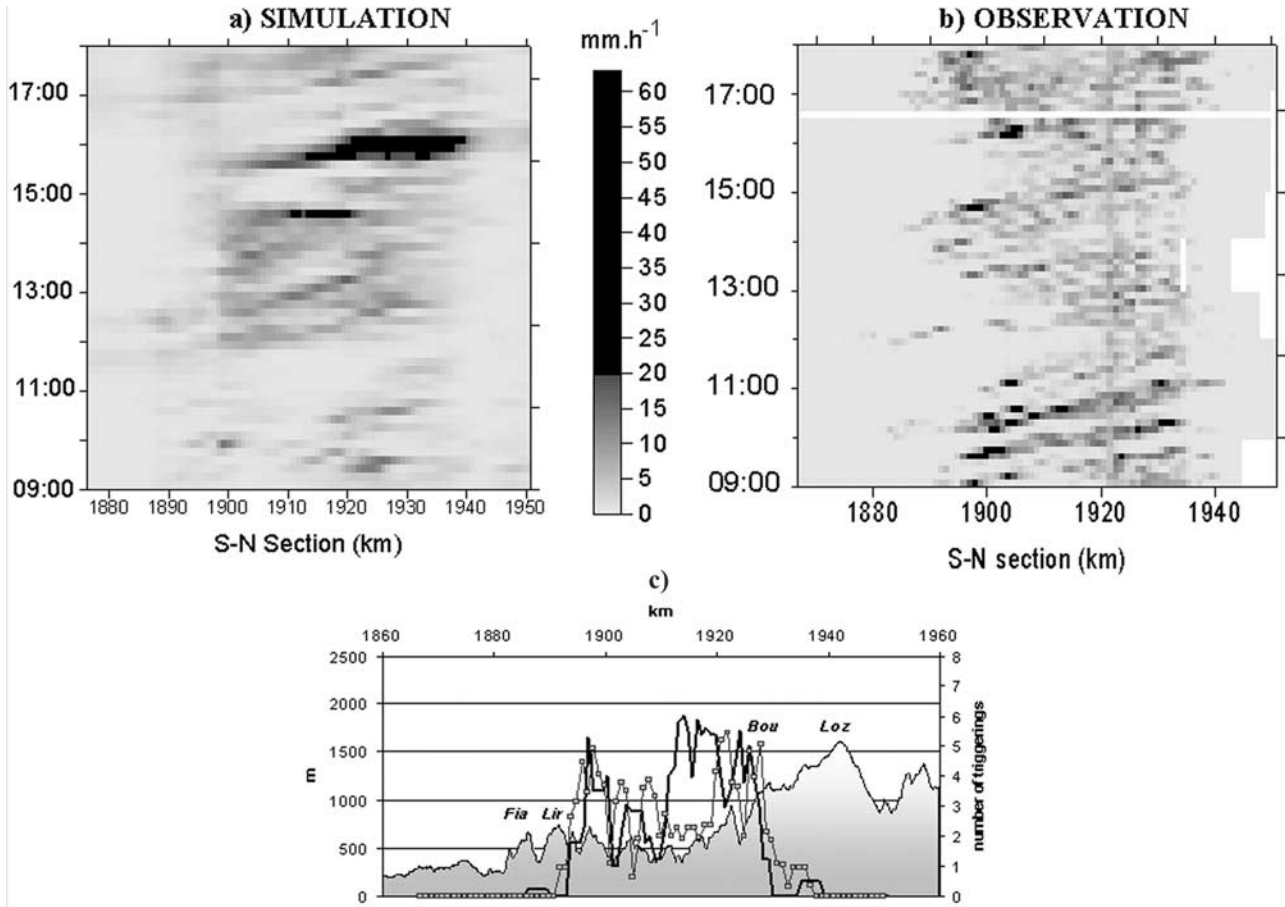 a) SIMULATION
b) OBSERVATION
mm.h-1
17:00
15:00
13:00
11:00
09:00
1880 1890 1900 1910 1920 1930 1940 1950
S-N Section (km)
60
55
50
45
40
35
30
25
20
15
10
5
0
17:00
15:00
13:00
11:00
09:00
1880 1900 1920 1940
S-N section (km)
c)
km
1860 1880 1900 1920 1940 1960
2500
2000
1500
1000
500
0
m
Fia Lir Bou Loz
8
7
6
5
4
3
2
1
0
number of triggerings